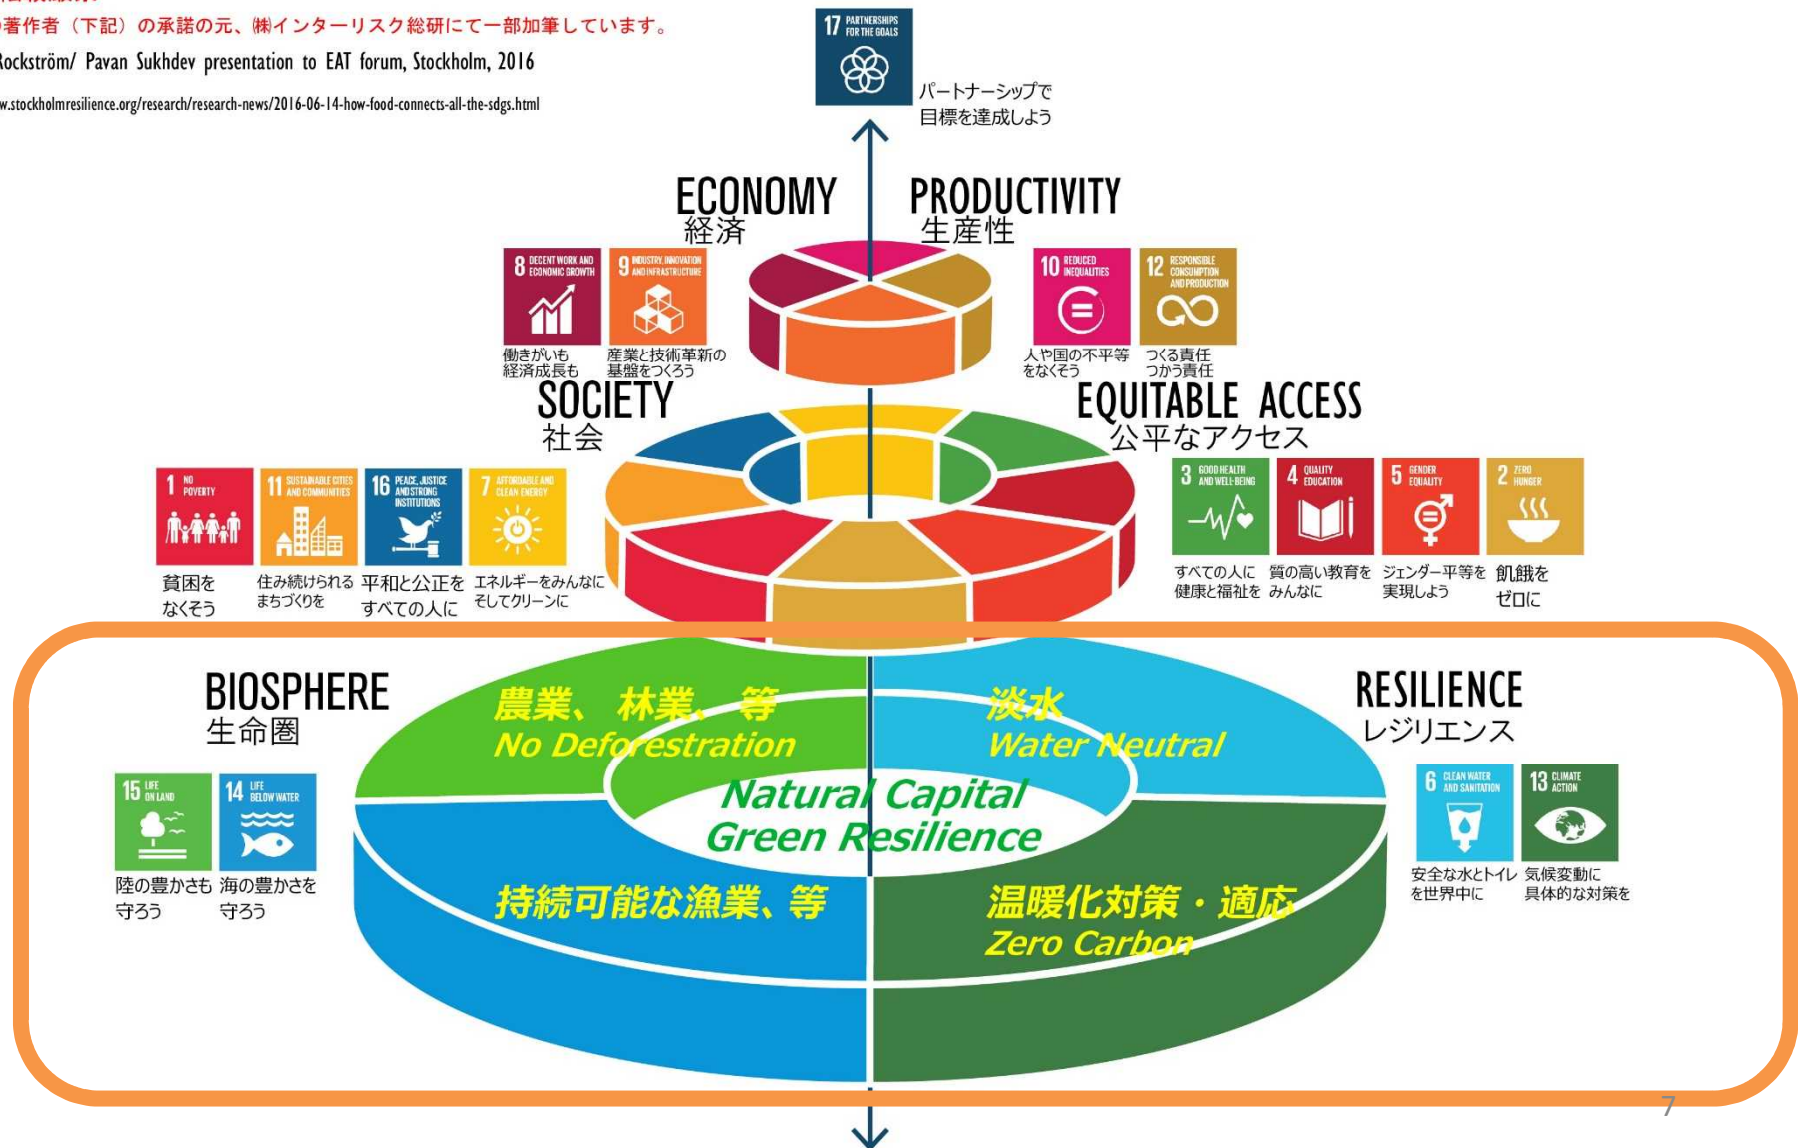 著作者（下記）の承諾の元、㈱インターリスク総研にて一部加筆しています。
Rockström/ Pavan Sukhdev presentation to EAT forum, Stockholm, 2016
w.stockholmresilience.org/research/research-news/2016-06-14-how-food-connects-all-the-sdgs.html
17 PARTNERSHIPS
FOR THE GOALS
パートナーシップで
目標を達成しよう
ECONOMY
経済
PRODUCTIVITY
生産性
8 DECENT WORK AND
ECONOMIC GROWTH
働きがいも
経済成長も
9 INDUSTRY, INNOVATION
AND INFRASTRUCTURE
産業と技術革新の
基盤をつくろう
10 REDUCED
INEQUALITIES
人や国の不平等
をなくそう
12 RESPONSIBLE
CONSUMPTION
AND PRODUCTION
つくる責任
つかう責任
SOCIETY
社会
EQUITABLE ACCESS
公平なアクセス
1 NO
POVERTY
貧困を
なくそう
11 SUSTAINABLE CITIES
AND COMMUNITIES
住み続けられる
まちづくりを
16 PEACE, JUSTICE
AND STRONG
INSTITUTIONS
平和と公正を
すべての人に
7 AFFORDABLE AND
CLEAN ENERGY
エネルギーをみんなに
そしてクリーンに
3 GOOD HEALTH
AND WELL-BEING
すべての人に
健康と福祉を
4 QUALITY
EDUCATION
質の高い教育を
みんなに
5 GENDER
EQUALITY
ジェンダー平等を
実現しよう
2 ZERO
HUNGER
飢餓を
ゼロに
BIOSPHERE
生命圏
RESILIENCE
レジリエンス
農業、林業、等
No Deforestration
淡水
Water Neutral
Natural Capital
Green Resilience
持続可能な漁業、等
温暖化対策・適応
Zero Carbon
15 LIFE
ON LAND
陸の豊かさも
守ろう
14 LIFE
BELOW WATER
海の豊かさを
守ろう
6 CLEAN WATER
AND SANITATION
安全な水とトイレ
を世界中に
13 CLIMATE
ACTION
気候変動に
具体的な対策を
7